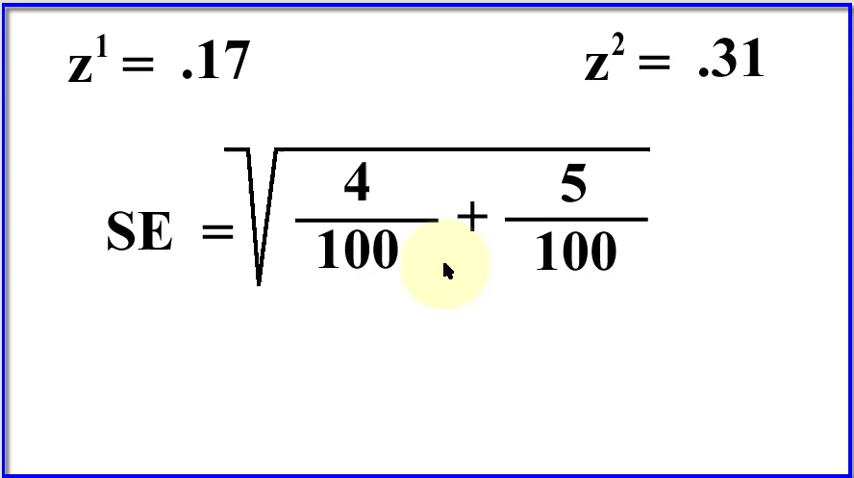 z¹ = .17 z² = .31
SE = √ 4/100 + 5/100